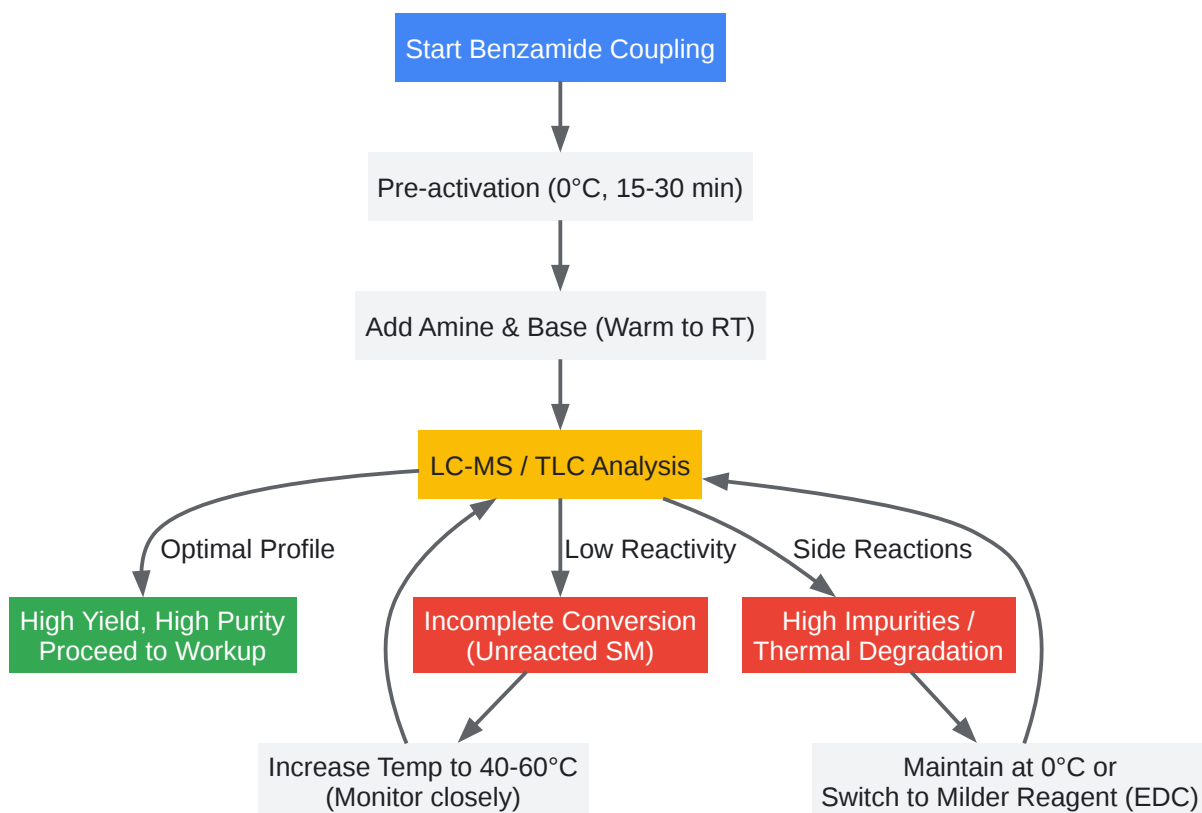 Start Benzamide Coupling
Pre-activation (0°C, 15-30 min)
Add Amine & Base (Warm to RT)
LC-MS / TLC Analysis
Optimal Profile
Low Reactivity
Side Reactions
High Yield, High Purity
Proceed to Workup
Incomplete Conversion
(Unreacted SM)
High Impurities /
Thermal Degradation
Increase Temp to 40-60°C
(Monitor closely)
Maintain at 0°C or
Switch to Milder Reagent (EDC)